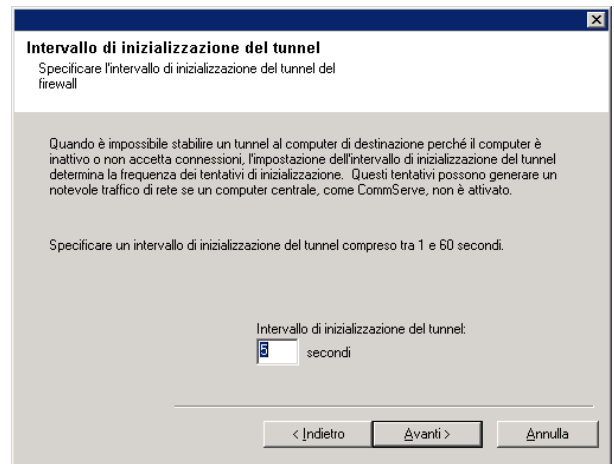 Intervallo di inizializzazione del tunnel
Specificare l'intervallo di inizializzazione del tunnel del
firewall
Quando è impossibile stabilire un tunnel al computer di destinazione perché il computer è
inattivo o non accetta connessioni, l'impostazione dell'intervallo di inizializzazione del tunnel
determina la frequenza dei tentativi di inizializzazione. Questi tentativi possono generare un
notevole traffico di rete se un computer centrale, come CommServe, non è attivato.
Specificare un intervallo di inizializzazione del tunnel compreso tra 1 e 60 secondi.
Intervallo di inizializzazione del tunnel:
5 secondi
< Indietro Avanti > Annulla